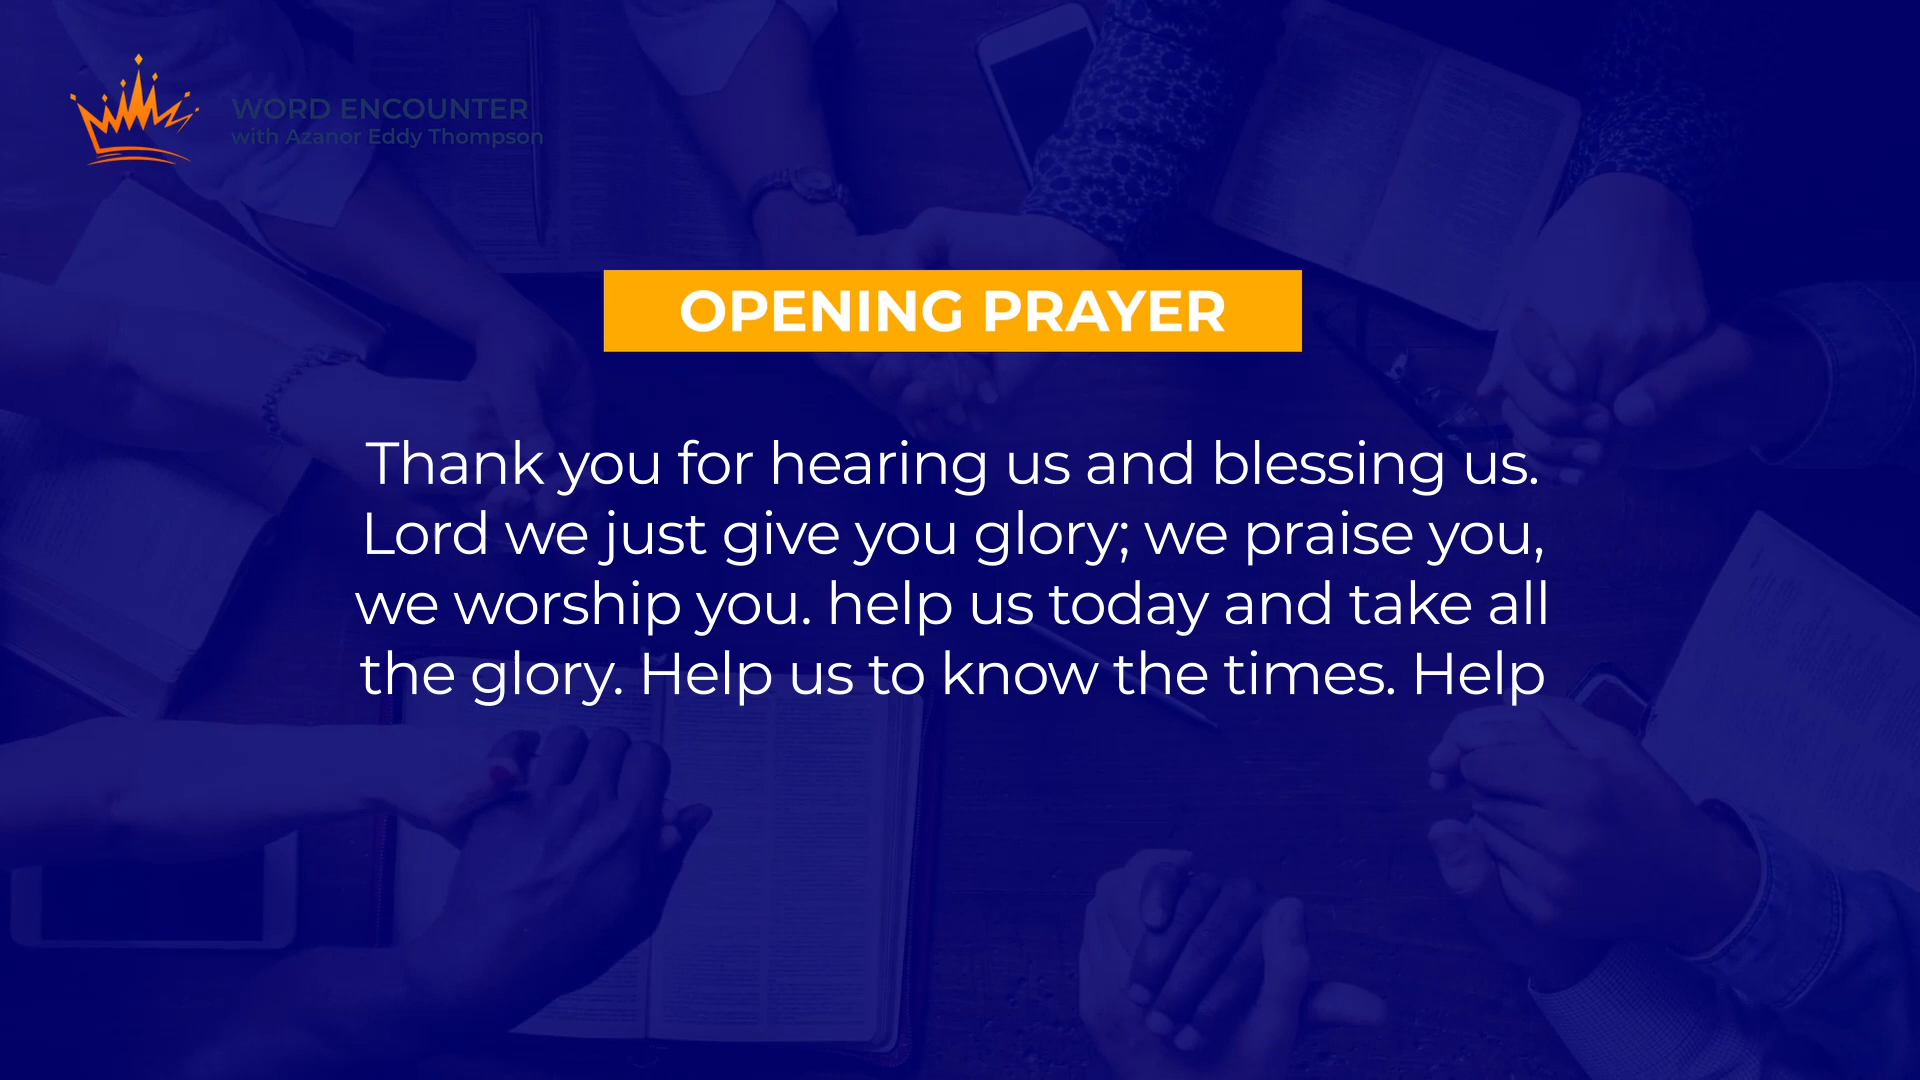 WORD ENCOUNTER
with Azanor Eddy Thompson
OPENING PRAYER
Thank you for hearing us and blessing us.
Lord we just give you glory; we praise you,
we worship you. help us today and take all
the glory. Help us to know the times. Help